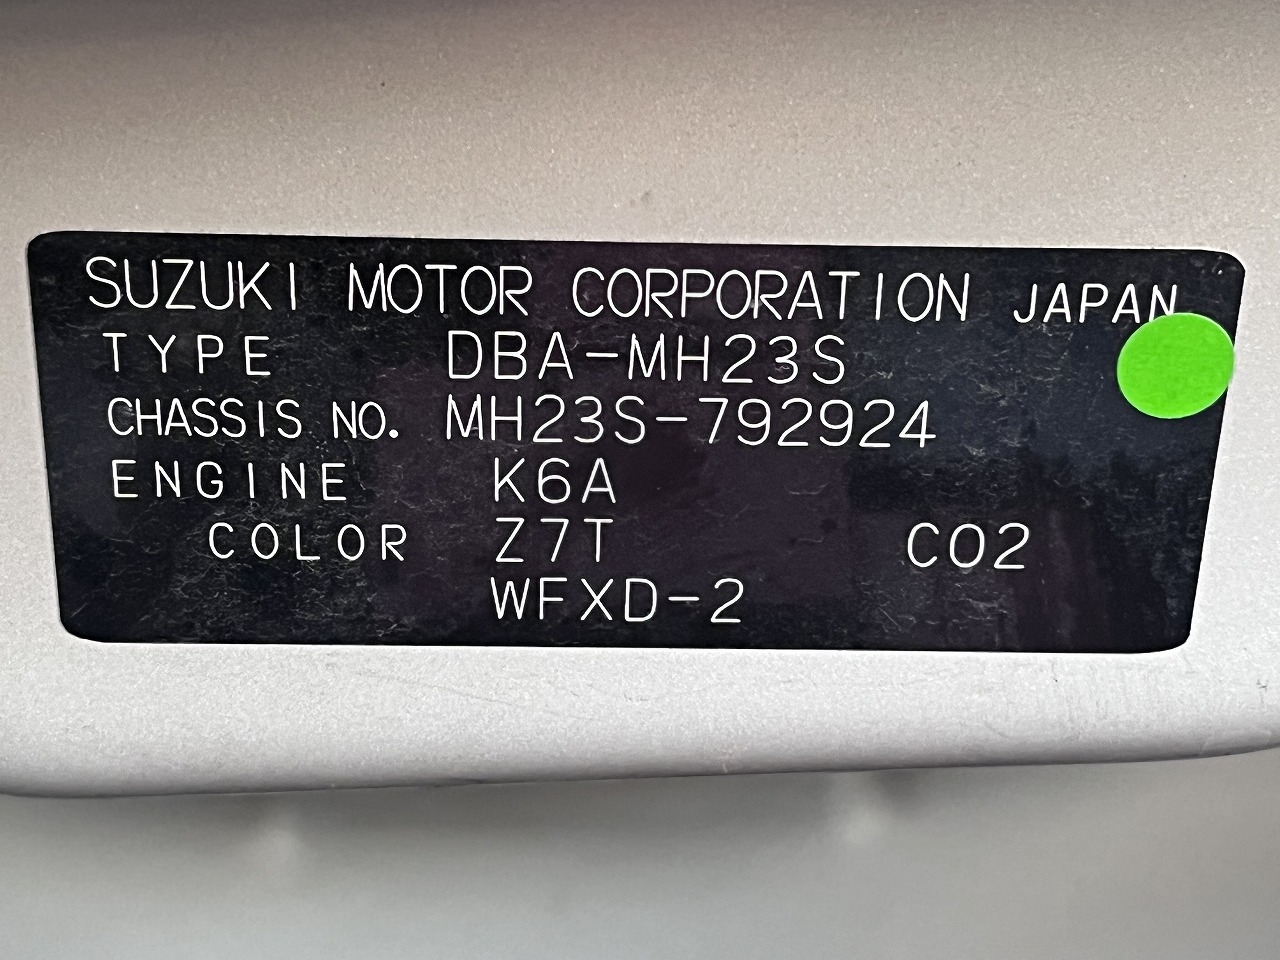 SUZUKI MOTOR CORPORATION JAPAN
TYPE DBA-MH23S
CHASSIS NO. MH23S-792924
ENGINE K6A
COLOR Z7T CO2
WFXD-2